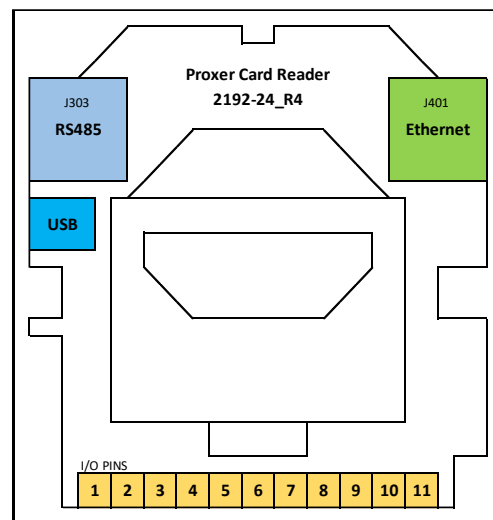 Proxer Card Reader
2192-24_R4
J303
RS485
J401
Ethernet
USB
I/O PINS
1 2 3 4 5 6 7 8 9 10 11